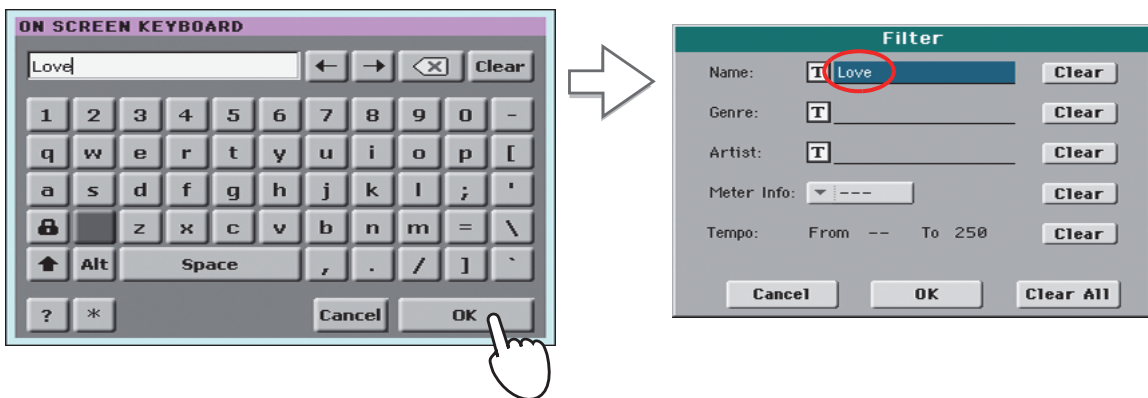 ON SCREEN KEYBOARD
Love
← → Clear
1 2 3 4 5 6 7 8 9 0 -
q w e r t y u i o p [
a s d f g h j k l ; '
z x c v b n m = \
Alt Space , . / ] `
? * Cancel OK
Filter
Name: T Love Clear
Genre: T Clear
Artist: T Clear
Meter Info: --- Clear
Tempo: From -- To 250 Clear
Cancel OK Clear All